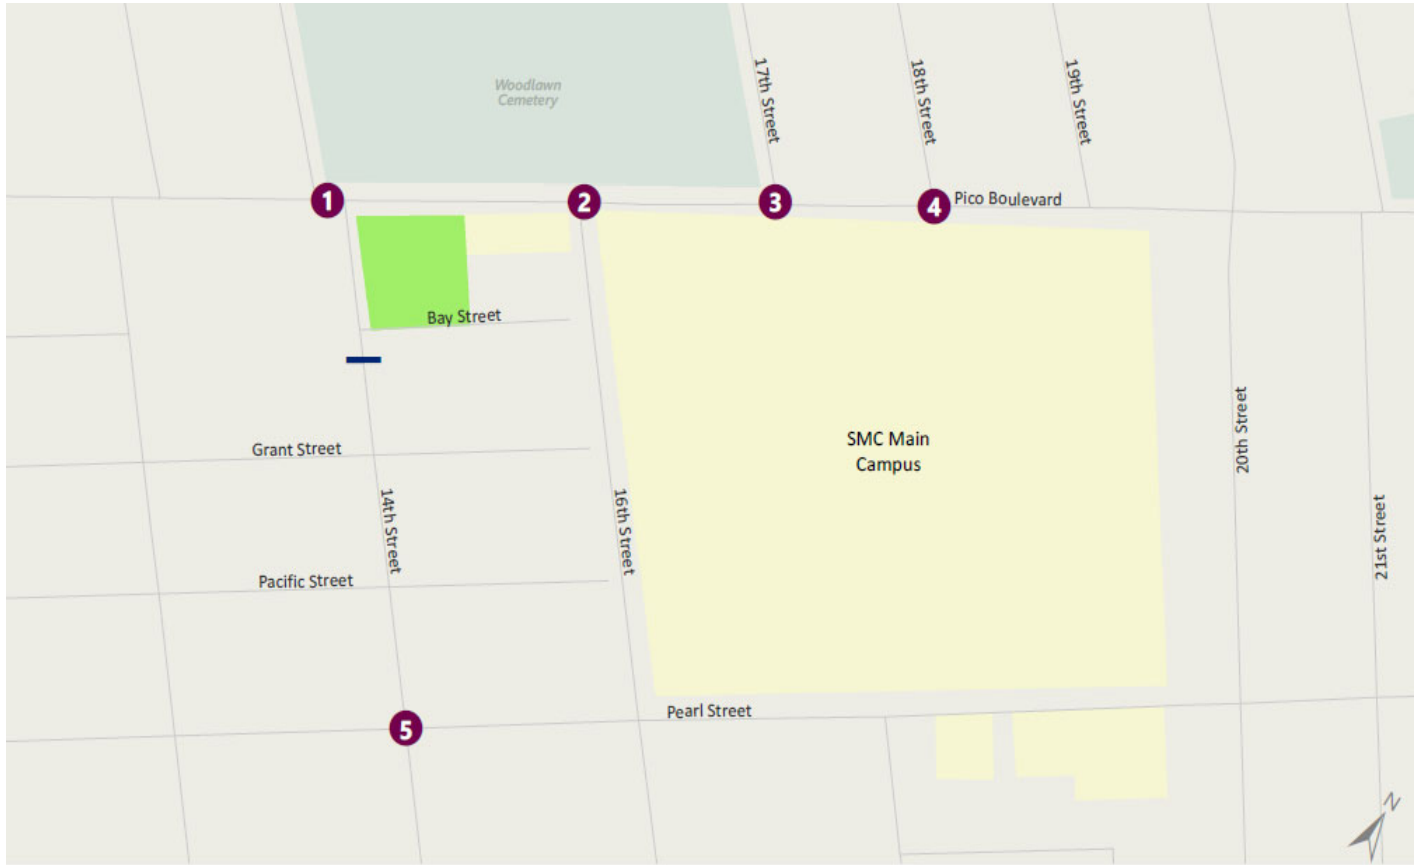 Woodlawn
Cemetery
17th Street
18th Street
19th Street
1
2
3
4
Pico Boulevard
Bay Street
SMC Main
Campus
20th Street
Grant Street
14th Street
16th Street
21st Street
Pacific Street
Pearl Street
5
N